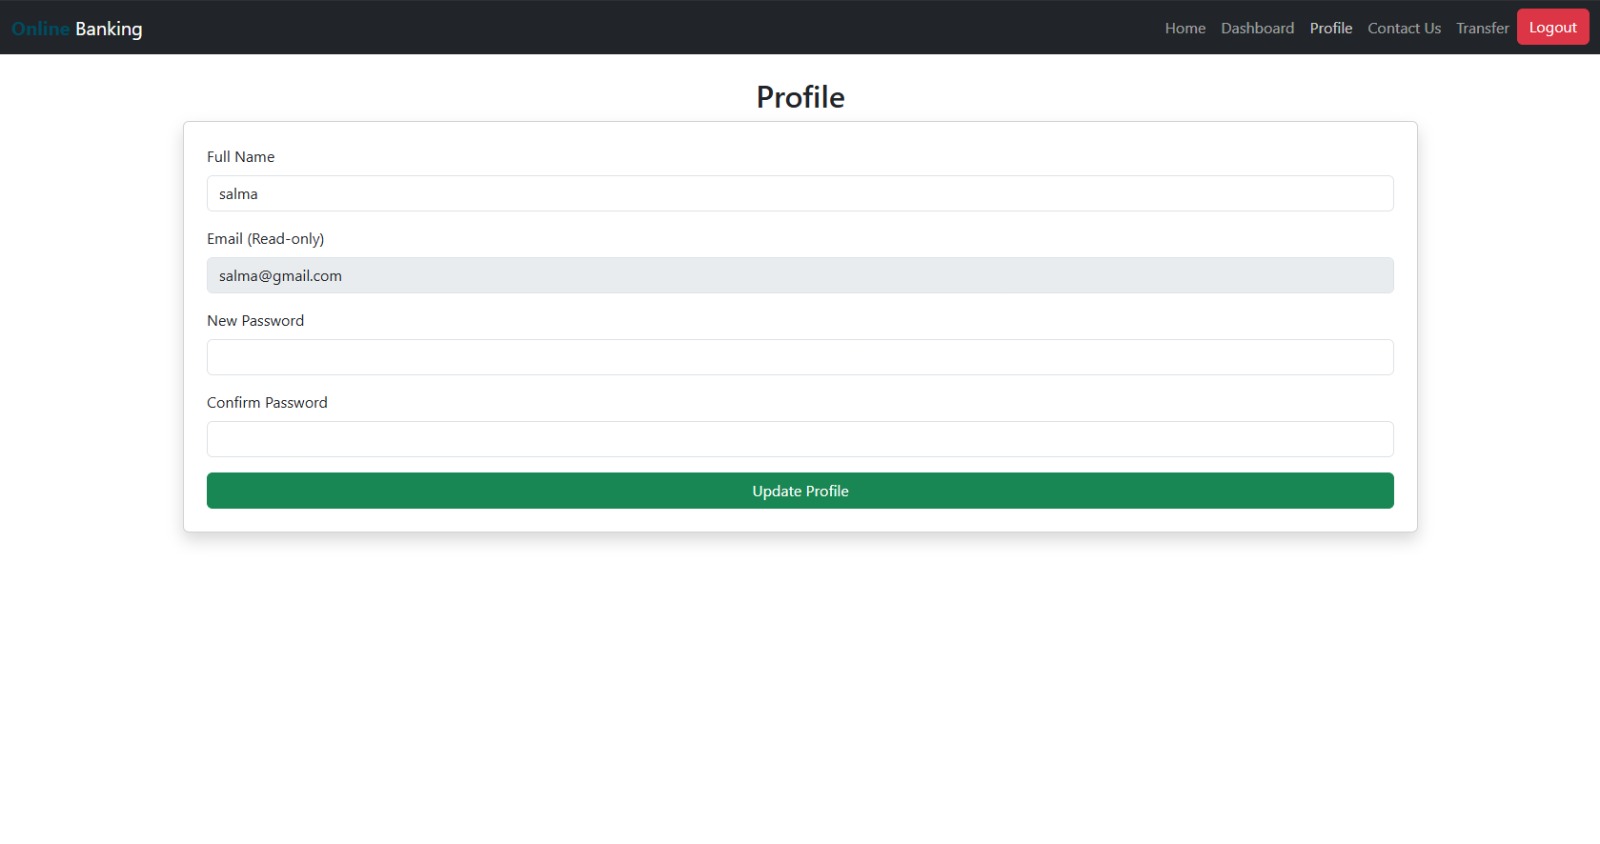 Online Banking
Home Dashboard Profile Contact Us Transfer Logout
Profile
Full Name
salma
Email (Read-only)
salma@gmail.com
New Password
Confirm Password
Update Profile